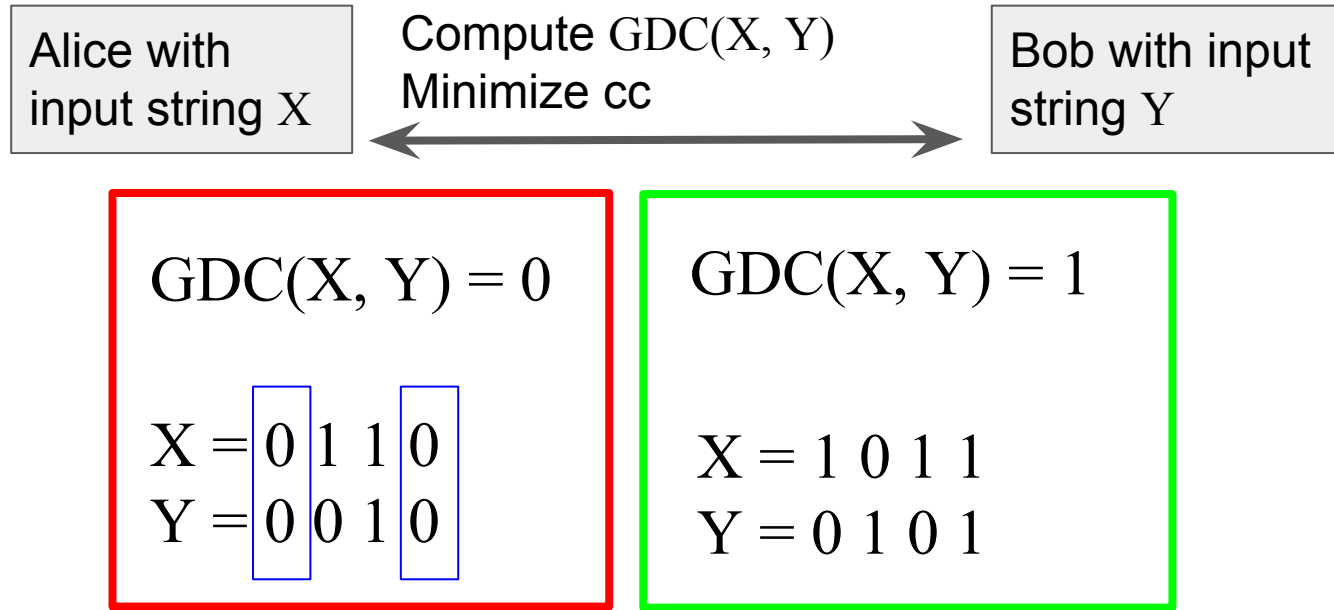 Alice with
input string X
Compute GDC(X, Y)
Minimize cc
Bob with input
string Y
GDC(X, Y) = 0
X = 0 1 1 0
Y = 0 0 1 0
GDC(X, Y) = 1
X = 1 0 1 1
Y = 0 1 0 1